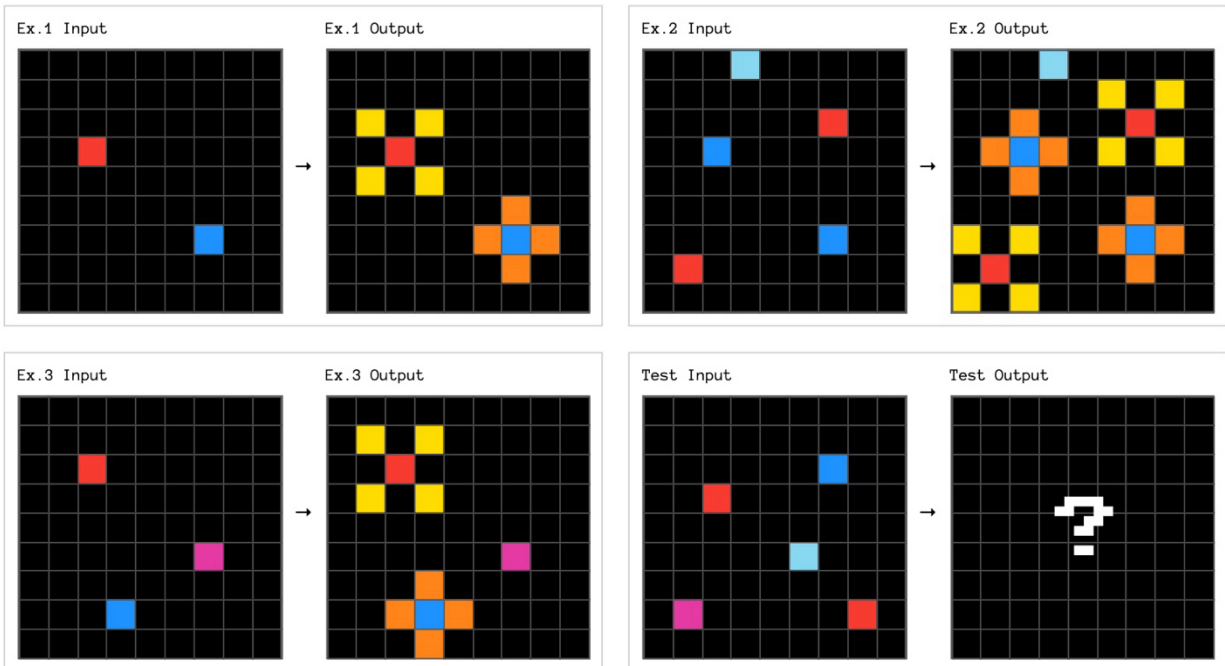 Ex.1 Input
Ex.1 Output
→
Ex.2 Input
Ex.2 Output
→
Ex.3 Input
Ex.3 Output
→
Test Input
Test Output
→
?